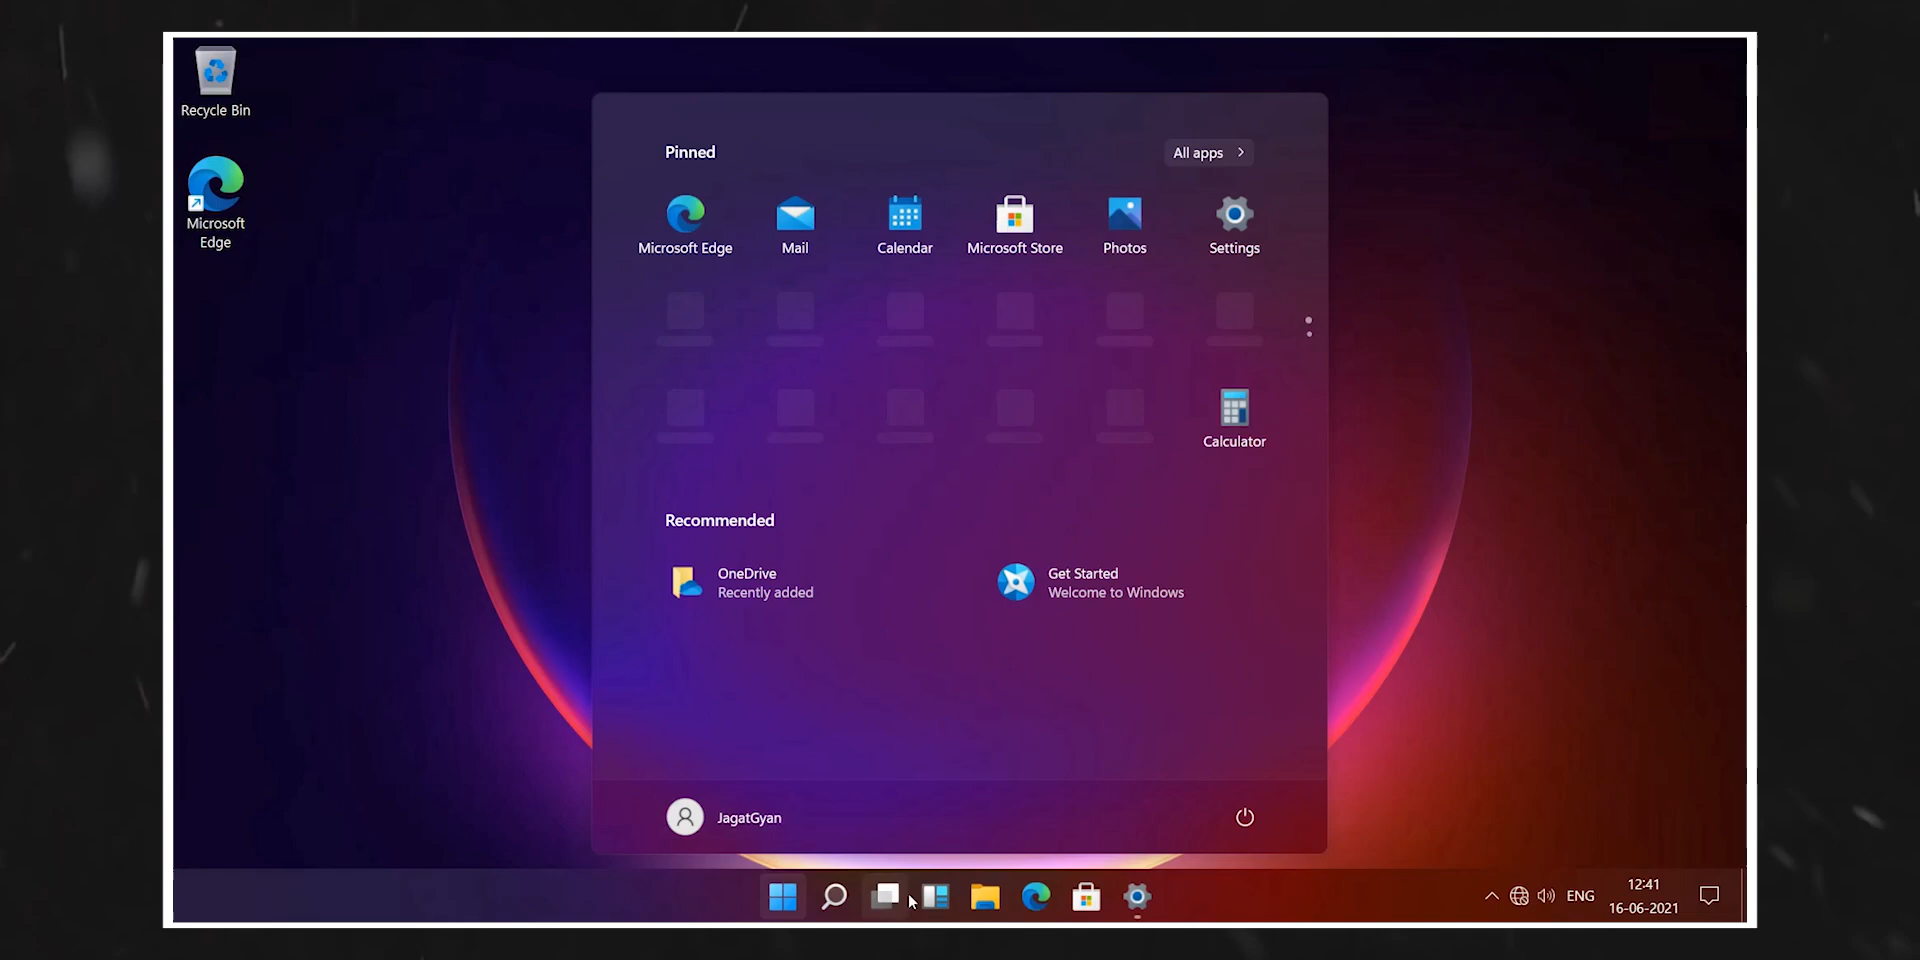 Recycle Bin
Microsoft
Edge
Pinned
All apps
Microsoft Edge
Mail
Calendar
Microsoft Store
Photos
Settings
Calculator
Recommended
OneDrive
Recently added
Get Started
Welcome to Windows
JagatGyan
ENG
12:41
16-06-2021